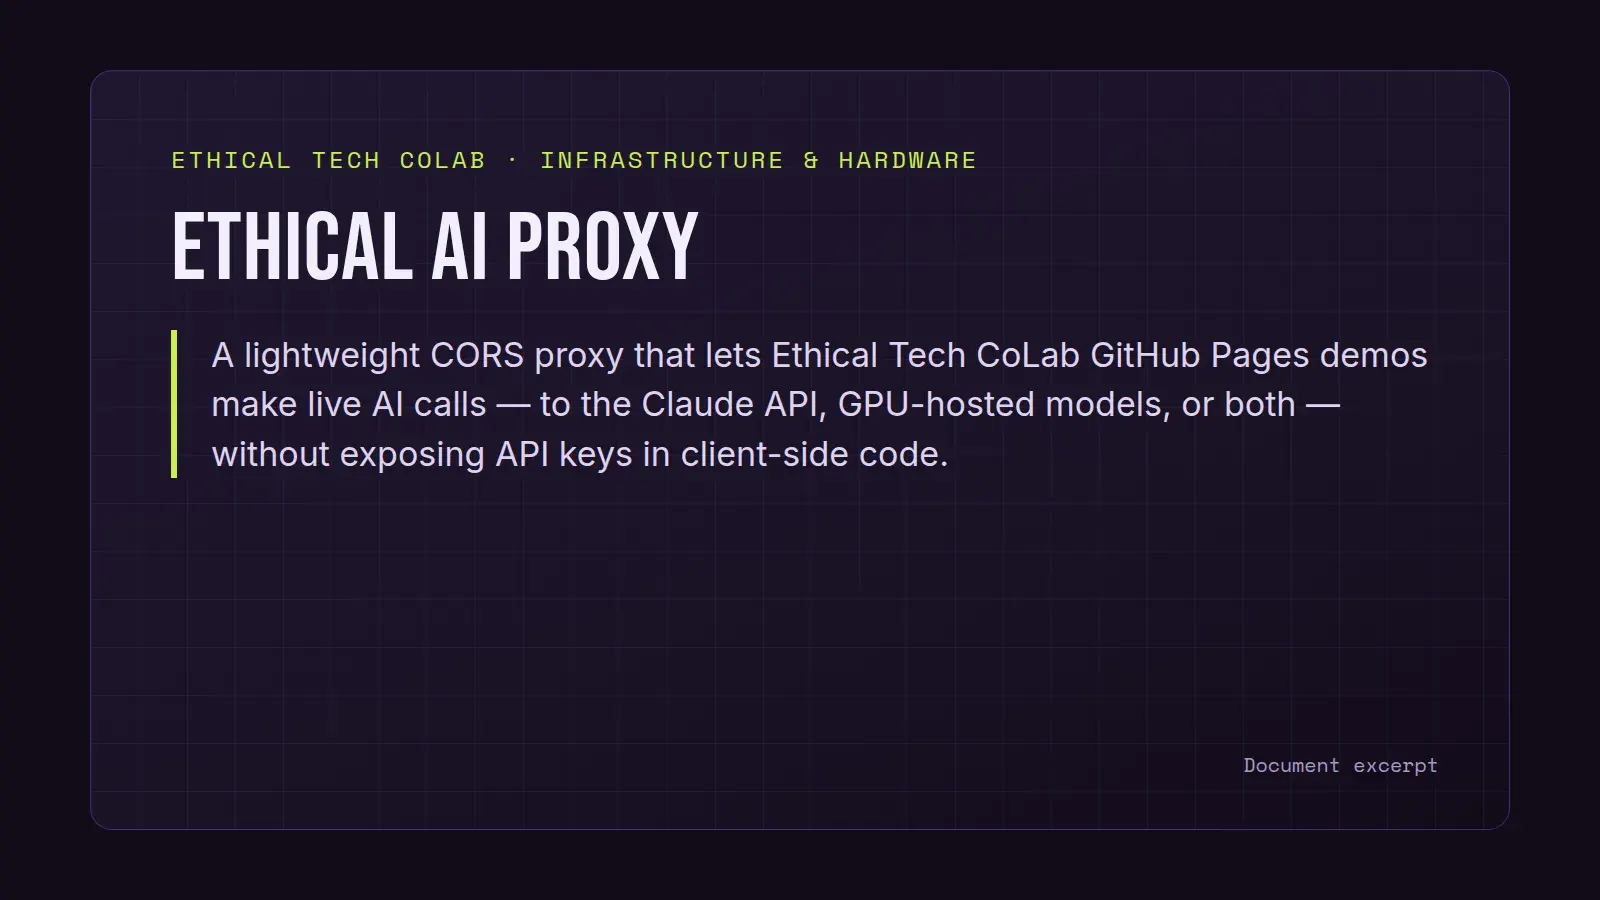 ETHICAL TECH COLAB · INFRASTRUCTURE & HARDWARE
ETHICAL AI PROXY
A lightweight CORS proxy that lets Ethical Tech CoLab GitHub Pages demos
make live AI calls — to the Claude API, GPU-hosted models, or both —
without exposing API keys in client-side code.
Document excerpt